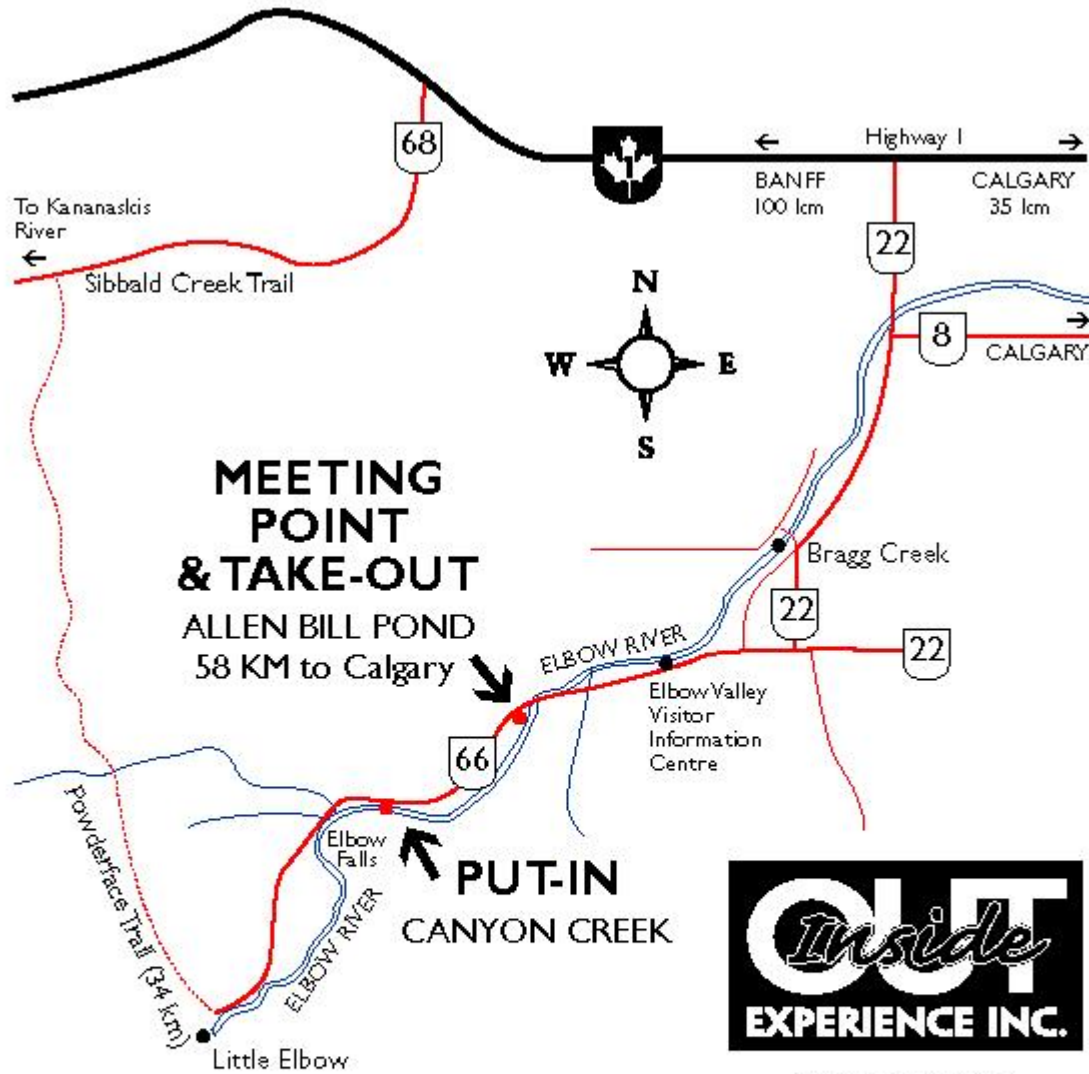 68
1
Highway 1
BANFF
100 km
CALGARY
35 km
To Kananaskis
River
22
Sibbald Creek Trail
N
W E
S
8
CALGARY
MEETING
POINT
& TAKE-OUT
ALLEN BILL POND
58 KM to Calgary
Bragg Creek
22
22
ELBOW RIVER
Elbow Valley
Visitor
Information
Centre
66
Powderface Trail (34 km)
Elbow
Falls
PUT-IN
CANYON CREEK
ELBOW RIVER
Little Elbow
Inside
OUT
EXPERIENCE INC.